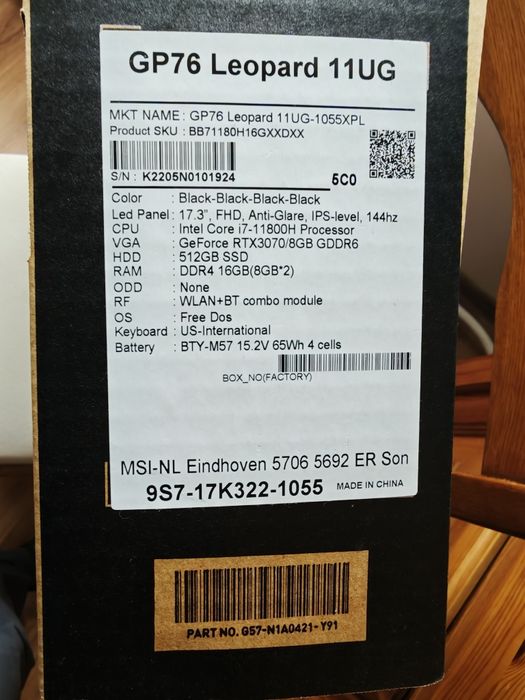 GP76 Leopard 11UG
MKT NAME : GP76 Leopard 11UG-1055XPL
Product SKU : BB71180H16GXXDXX
S/N : K2205N0101924
5C0
Color : Black-Black-Black-Black
Led Panel : 17.3", FHD, Anti-Glare, IPS-level, 144hz
CPU : Intel Core i7-11800H Processor
VGA : GeForce RTX3070/8GB GDDR6
HDD : 512GB SSD
RAM : DDR4 16GB(8GB*2)
ODD : None
RF : WLAN+BT combo module
OS : Free Dos
Keyboard : US-International
Battery : BTY-M57 15.2V 65Wh 4 cells
BOX_NO(FACTORY)
MSI-NL Eindhoven 5706 5692 ER Son
9S7-17K322-1055 MADE IN CHINA
PART NO. G57-N1A0421-Y91